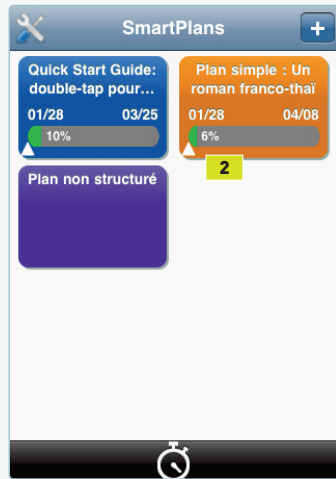 SmartPlans
Quick Start Guide:
double-tap pour...
01/28 03/25
10%
Plan simple : Un
roman franco-thaï
01/28 04/08
6%
2
Plan non structuré